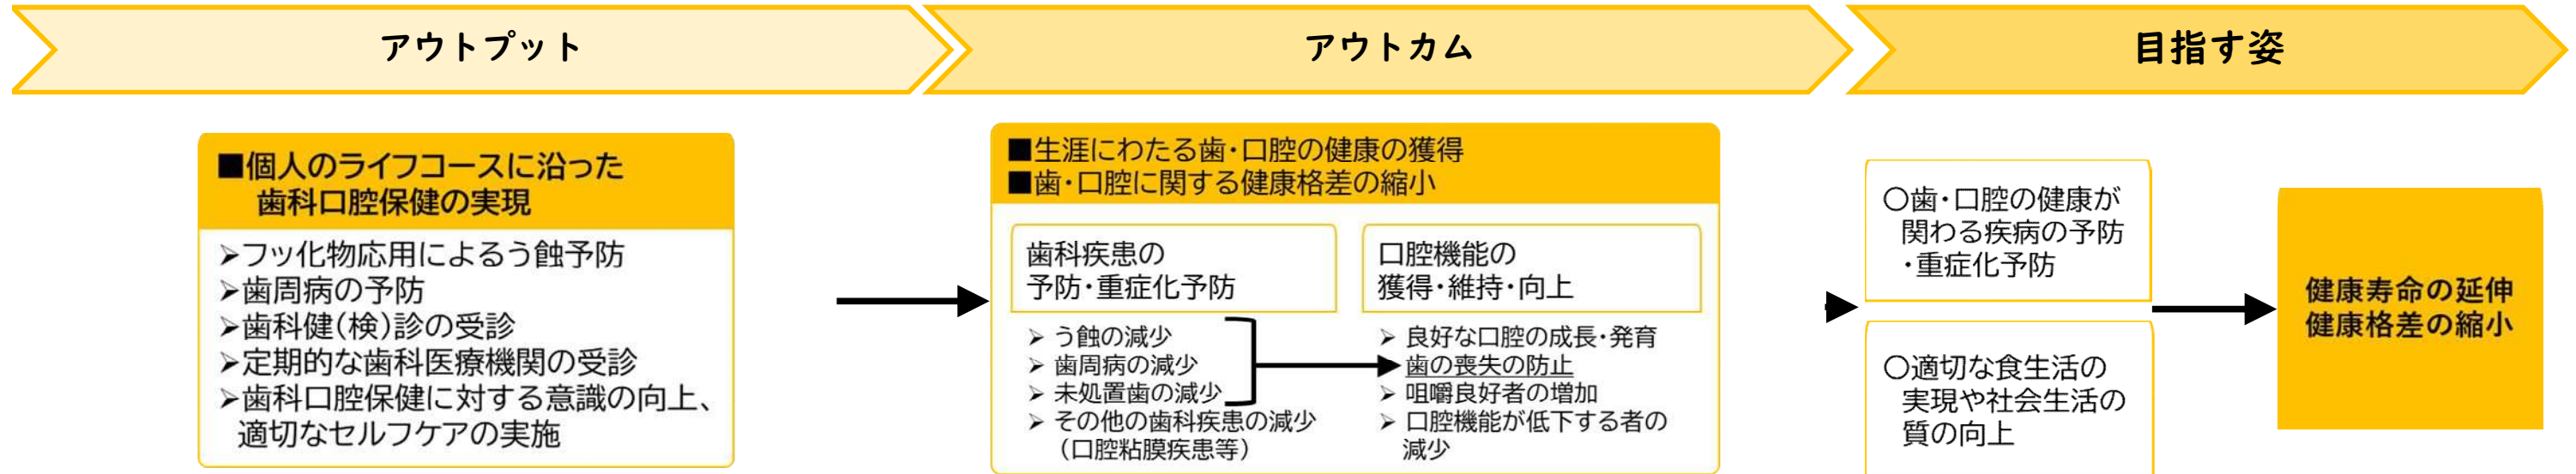 アウトプット
アウトカム
目指す姿
■個人のライフコースに沿った
歯科口腔保健の実現
➢フッ化物応用によるう蝕予防
➢歯周病の予防
➢歯科健(検)診の受診
➢定期的な歯科医療機関の受診
➢歯科口腔保健に対する意識の向上、
適切なセルフケアの実施
■生涯にわたる歯・口腔の健康の獲得
■歯・口腔に関する健康格差の縮小
歯科疾患の
予防・重症化予防
➢ う蝕の減少
➢ 歯周病の減少
➢ 未処置歯の減少
➢ その他の歯科疾患の減少
(口腔粘膜疾患等)
口腔機能の
獲得・維持・向上
➢ 良好な口腔の成長・発育
➢ 歯の喪失の防止
➢ 咀嚼良好者の増加
➢ 口腔機能が低下する者の
減少
〇歯・口腔の健康が
関わる疾病の予防
・重症化予防
〇適切な食生活の
実現や社会生活の
質の向上
健康寿命の延伸
健康格差の縮小